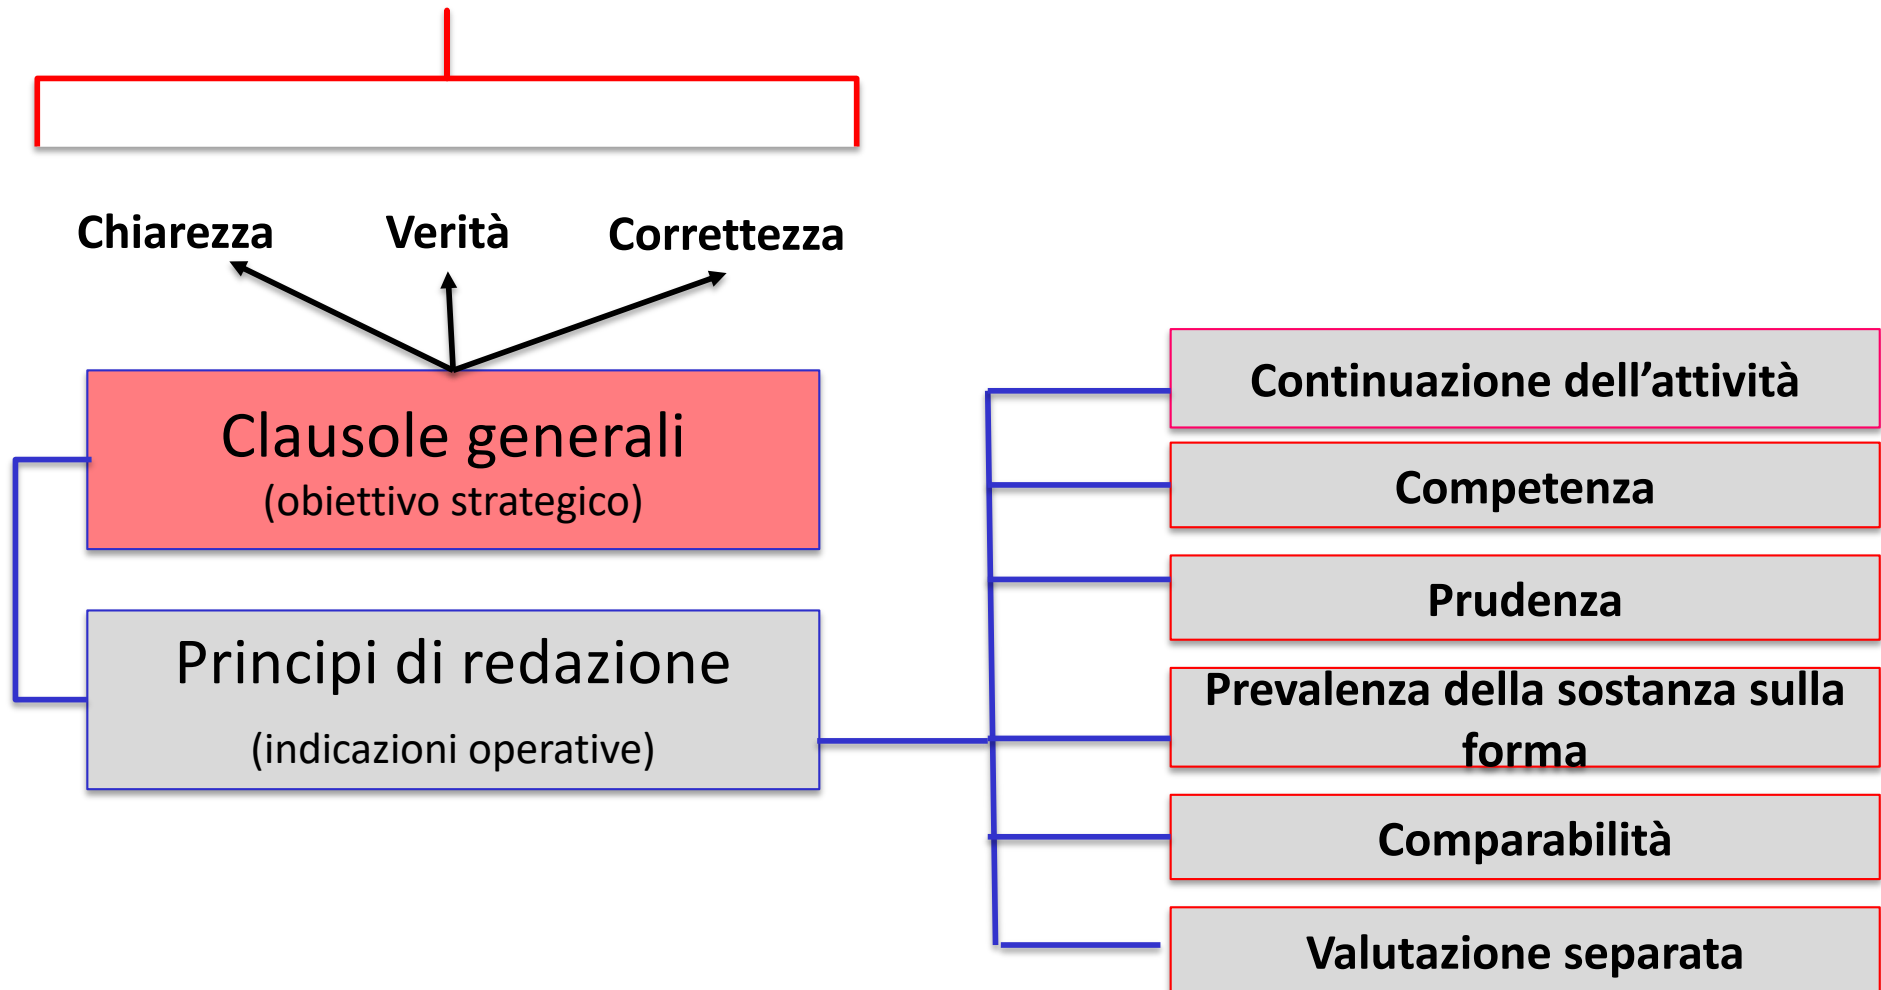 Chiarezza Verità Correttezza
Clausole generali
(obiettivo strategico)
Principi di redazione
(indicazioni operative)
Continuazione dell’attività
Competenza
Prudenza
Prevalenza della sostanza sulla
forma
Comparabilità
Valutazione separata